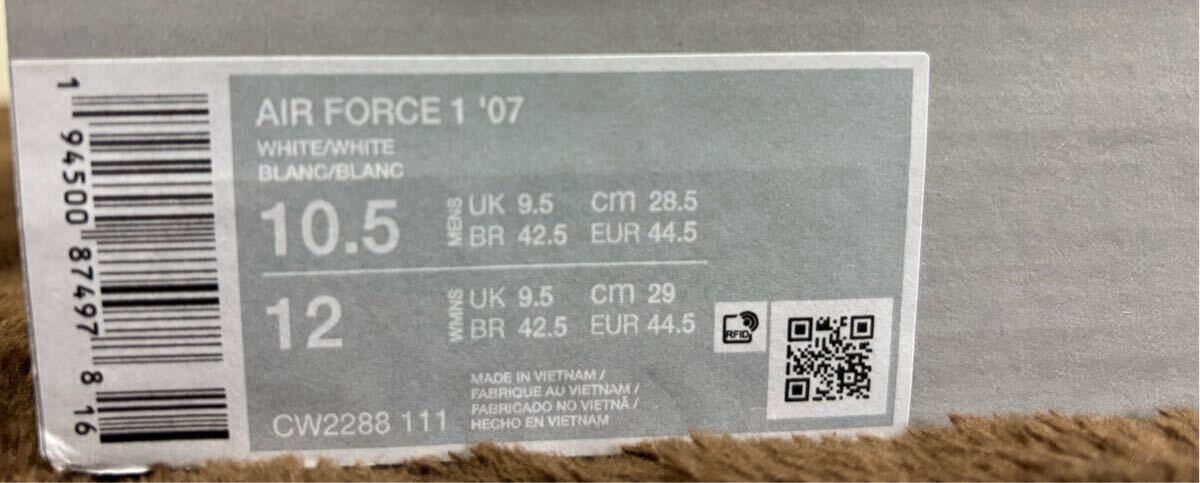 1 94500 87497 8 16
AIR FORCE 1 '07
WHITE/WHITE
BLANC/BLANC
10.5 MENS UK 9.5 cm 28.5
BR 42.5 EUR 44.5
12 WMNS UK 9.5 cm 29
BR 42.5 EUR 44.5
RFID
MADE IN VIETNAM /
FABRIQUE AU VIETNAM /
FABRICADO NO VIETNÃ /
HECHO EN VIETNAM
CW2288 111